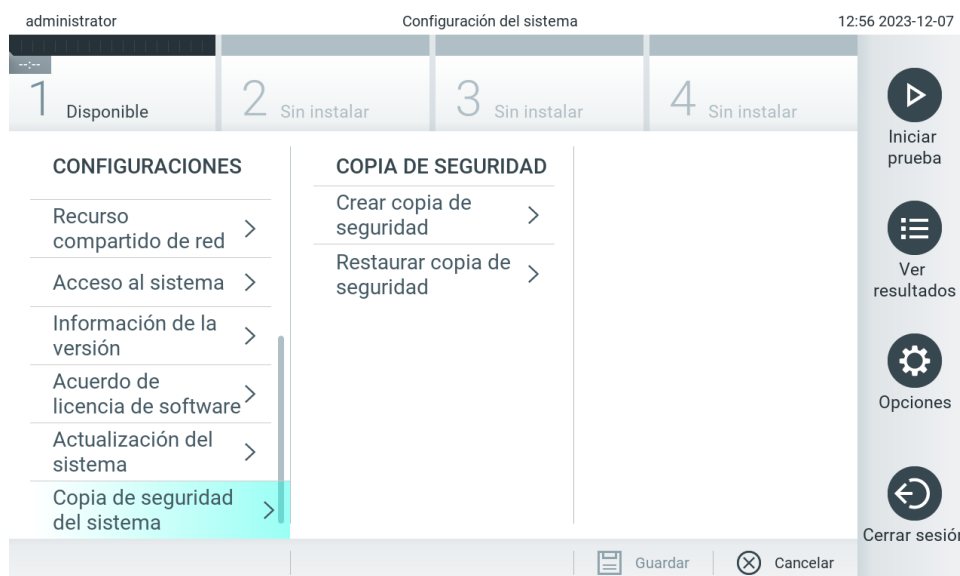 administrator
Configuración del sistema
12:56 2023-12-07
--:--
1 Disponible
2 Sin instalar
3 Sin instalar
4 Sin instalar
CONFIGURACIONES
Recurso
compartido de red
Acceso al sistema
Información de la
versión
Acuerdo de
licencia de software
Actualización del
sistema
Copia de seguridad
del sistema
COPIA DE SEGURIDAD
Crear copia de
seguridad
Restaurar copia de
seguridad
Iniciar
prueba
Ver
resultados
Opciones
Cerrar sesión
Guardar
Cancelar